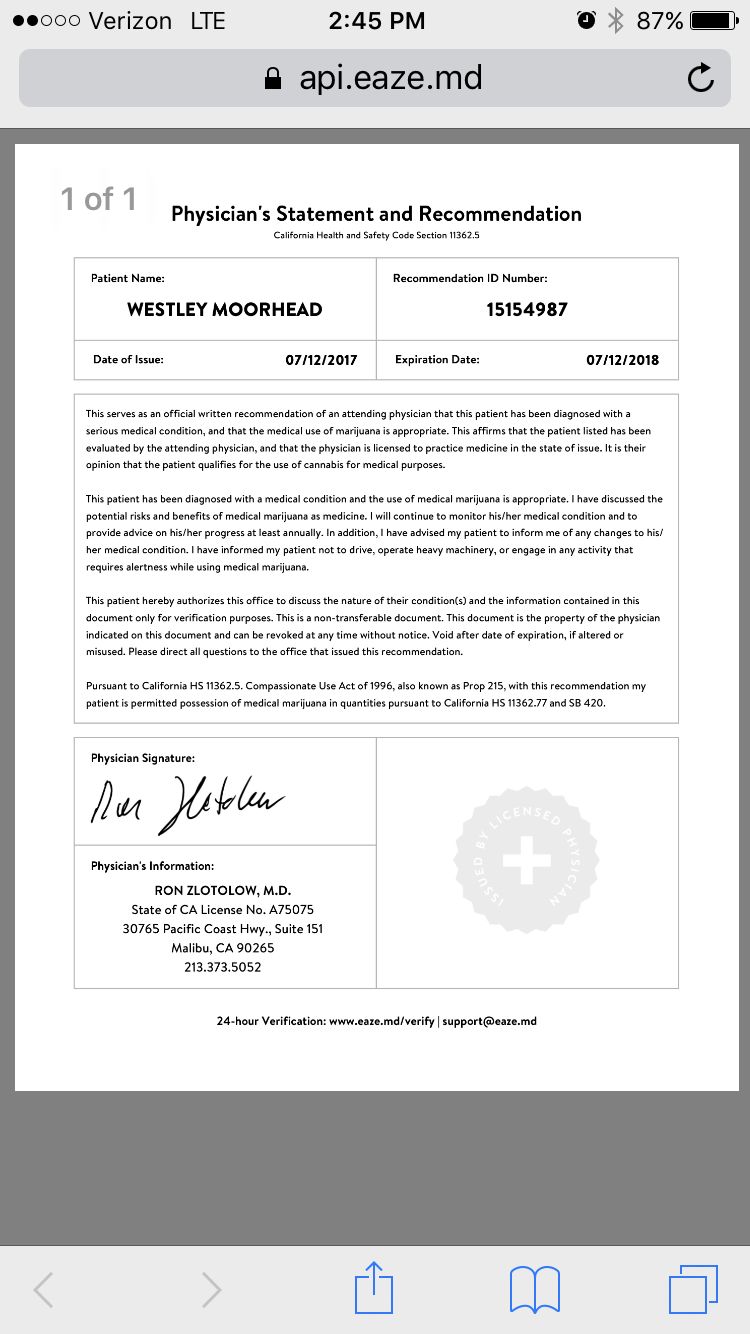 Verizon LTE 2:45 PM 87%
api.eaze.md
1 of 1
Physician's Statement and Recommendation
California Health and Safety Code Section 11362.5
Patient Name: Recommendation ID Number:
WESTLEY MOORHEAD 15154987
Date of Issue: 07/12/2017 Expiration Date: 07/12/2018
This serves as an official written recommendation of an attending physician that this patient has been diagnosed with a
serious medical condition, and that the medical use of marijuana is appropriate. This affirms that the patient listed has been
evaluated by the attending physician, and that the physician is licensed to practice medicine in the state of issue. It is their
opinion that the patient qualifies for the use of cannabis for medical purposes.
This patient has been diagnosed with a medical condition and the use of medical marijuana is appropriate. I have discussed the
potential risks and benefits of medical marijuana as medicine. I will continue to monitor his/her medical condition and to
provide advice on his/her progress at least annually. In addition, I have advised my patient to inform me of any changes to his/
her medical condition. I have informed my patient not to drive, operate heavy machinery, or engage in any activity that
requires alertness while using medical marijuana.
This patient hereby authorizes this office to discuss the nature of their condition(s) and the information contained in this
document only for verification purposes. This is a non-transferable document. This document is the property of the physician
indicated on this document and can be revoked at any time without notice. Void after date of expiration, if altered or
misused. Please direct all questions to the office that issued this recommendation.
Pursuant to California HS 11362.5. Compassionate Use Act of 1996, also known as Prop 215, with this recommendation my
patient is permitted possession of medical marijuana in quantities pursuant to California HS 11362.77 and SB 420.
Physician Signature:
Ron Zlotolow
ISSUED BY LICENSED PHYSICIAN
Physician's Information:
RON ZLOTOLOW, M.D.
State of CA License No. A75075
30765 Pacific Coast Hwy., Suite 151
Malibu, CA 90265
213.373.5052
24-hour Verification: www.eaze.md/verify | support@eaze.md